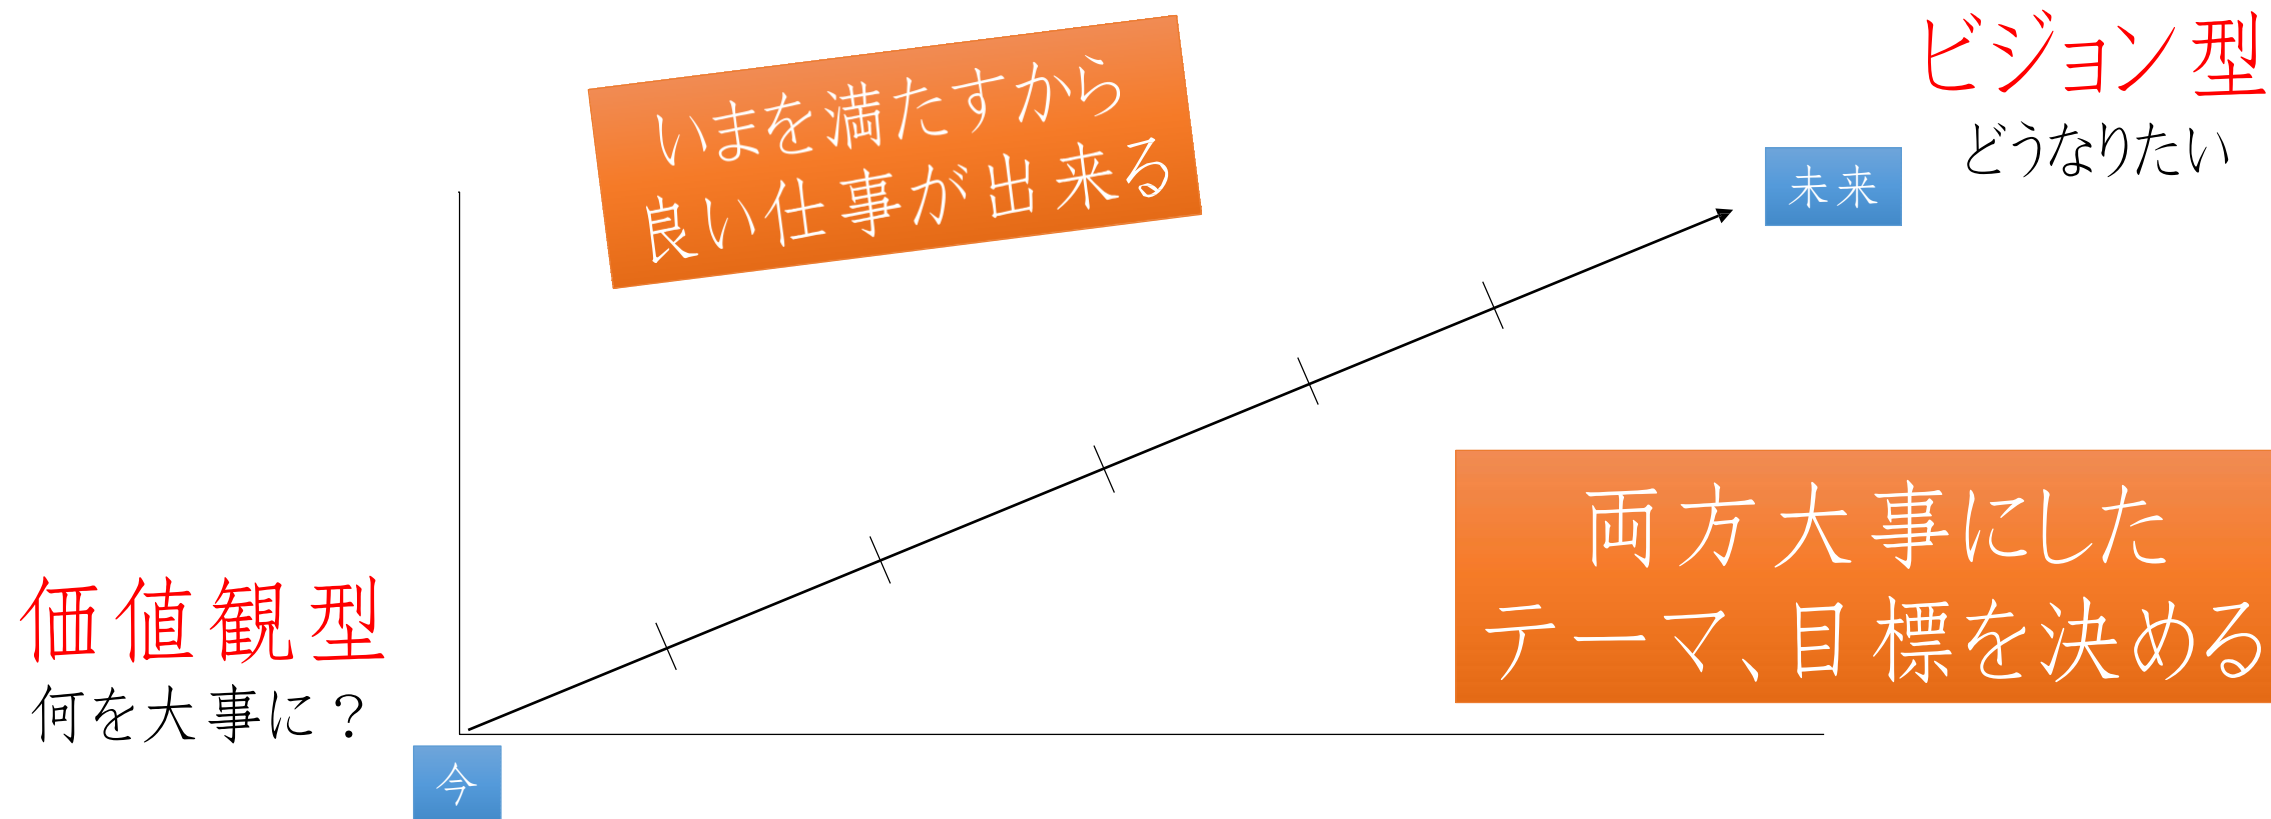 ビジョン型
どうなりたい
いまを満たすから
良い仕事が出来る
未来
両方大事にした
テーマ、目標を決める
価値観型
何を大事に？
今